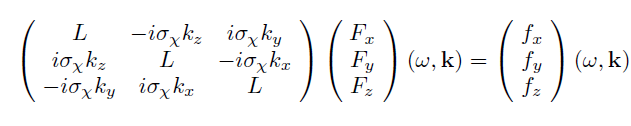 ( L −iσ_χ k_z iσ_χ k_y ) ( F_x ) ( f_x )
( iσ_χ k_z L −iσ_χ k_x ) ( F_y ) (ω, **k**) = ( f_y ) (ω, **k**)
( −iσ_χ k_y iσ_χ k_x L ) ( F_z ) ( f_z )